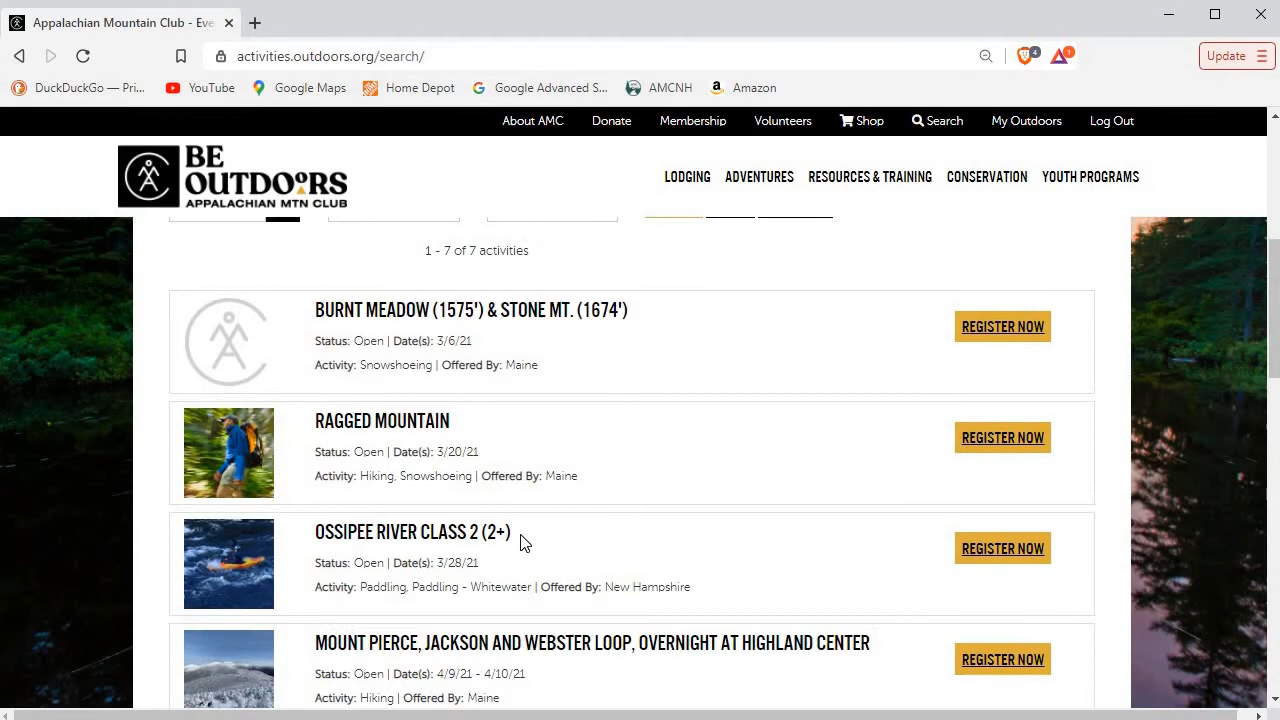 Appalachian Mountain Club - Eve
activities.outdoors.org/search/
4
1
Update
DuckDuckGo — Pri...
YouTube
Google Maps
Home Depot
Google Advanced S...
AMCNH
Amazon
About AMC
Donate
Membership
Volunteers
Shop
Search
My Outdoors
Log Out
BE
OUTDOORS
APPALACHIAN MTN CLUB
LODGING
ADVENTURES
RESOURCES & TRAINING
CONSERVATION
YOUTH PROGRAMS
1 - 7 of 7 activities
BURNT MEADOW (1575') & STONE MT. (1674')
Status: Open | Date(s): 3/6/21
Activity: Snowshoeing | Offered By: Maine
REGISTER NOW
RAGGED MOUNTAIN
Status: Open | Date(s): 3/20/21
Activity: Hiking, Snowshoeing | Offered By: Maine
REGISTER NOW
OSSIPEE RIVER CLASS 2 (2+)
Status: Open | Date(s): 3/28/21
Activity: Paddling, Paddling - Whitewater | Offered By: New Hampshire
REGISTER NOW
MOUNT PIERCE, JACKSON AND WEBSTER LOOP, OVERNIGHT AT HIGHLAND CENTER
Status: Open | Date(s): 4/9/21 - 4/10/21
Activity: Hiking | Offered By: Maine
REGISTER NOW